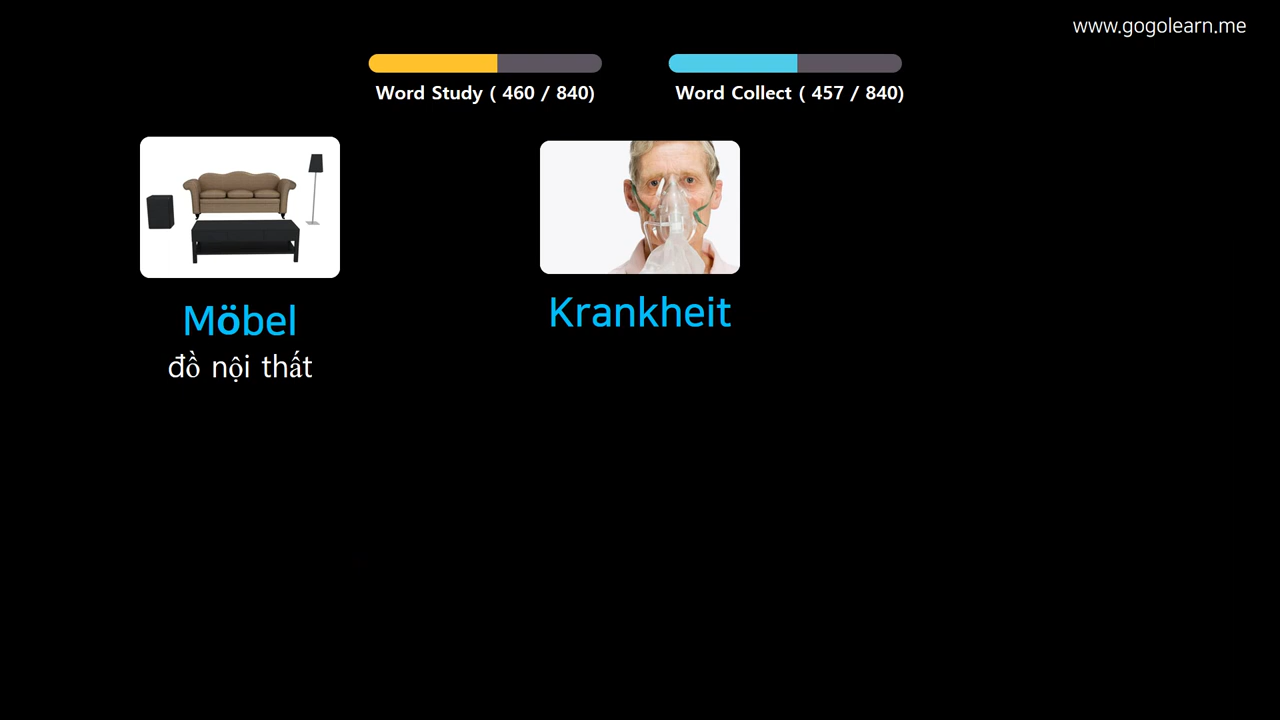 www.gogolearn.me
Word Study ( 460 / 840)
Word Collect ( 457 / 840)
Möbel
đồ nội thất
Krankheit